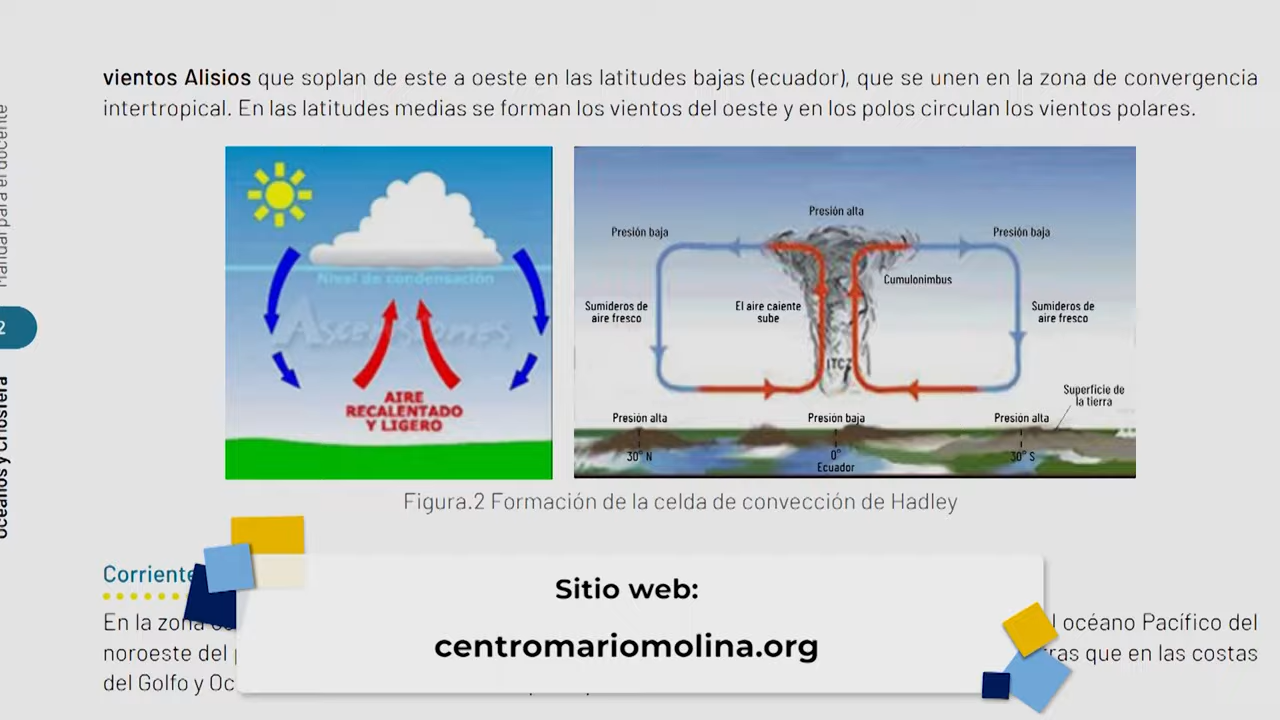 vientos Alisios que soplan de este a oeste en las latitudes bajas (ecuador), que se unen en la zona de convergencia
intertropical. En las latitudes medias se forman los vientos del oeste y en los polos circulan los vientos polares.
Manual para el docente
2
Océanos y Criósfera
Nivel de condensación
Ascensiones
AIRE
RECALENTADO
Y LIGERO
Presión alta
Presión baja
Presión baja
Cumulonimbus
Sumideros de
aire fresco
El aire caiente
sube
Sumideros de
aire fresco
ITCZ
Superficie de
la tierra
Presión alta
Presión baja
Presión alta
30° N
0°
30° S
Ecuador
Figura.2 Formación de la celda de convección de Hadley
Corriente
En la zona
l océano Pacífico del
noroeste del
que en las costas
del Golfo y
Sitio web:
centromariomolina.org